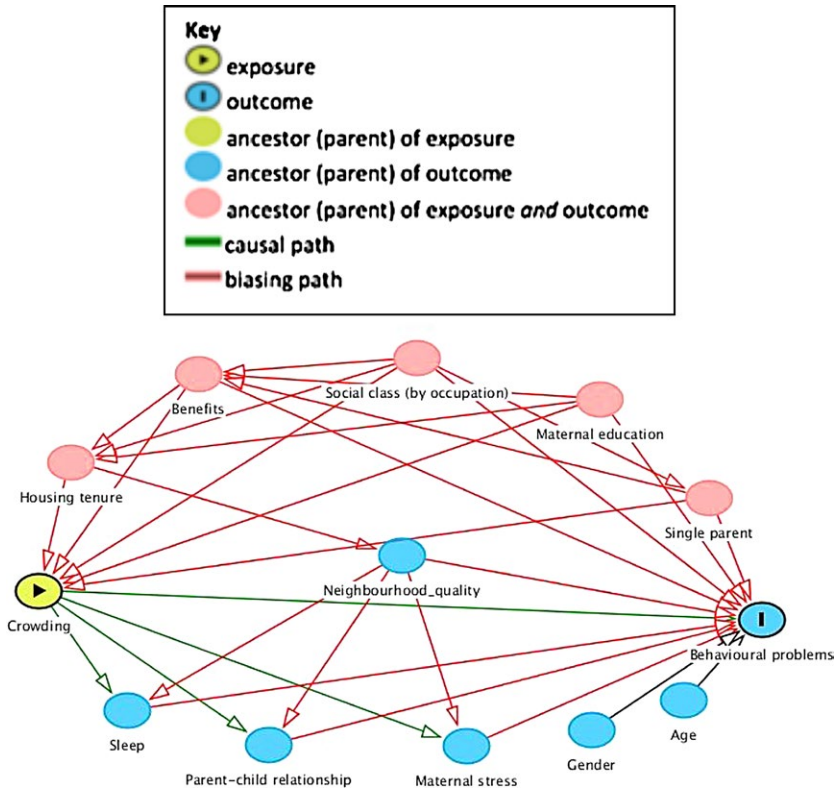 Key
exposure
outcome
ancestor (parent) of exposure
ancestor (parent) of outcome
ancestor (parent) of exposure and outcome
causal path
biasing path
Social class (by occupation)
Benefits
Maternal education
Housing tenure
Single parent
Neighbourhood_quality
Crowding
Behavioural problems
Sleep
Parent-child relationship
Maternal stress
Gender
Age